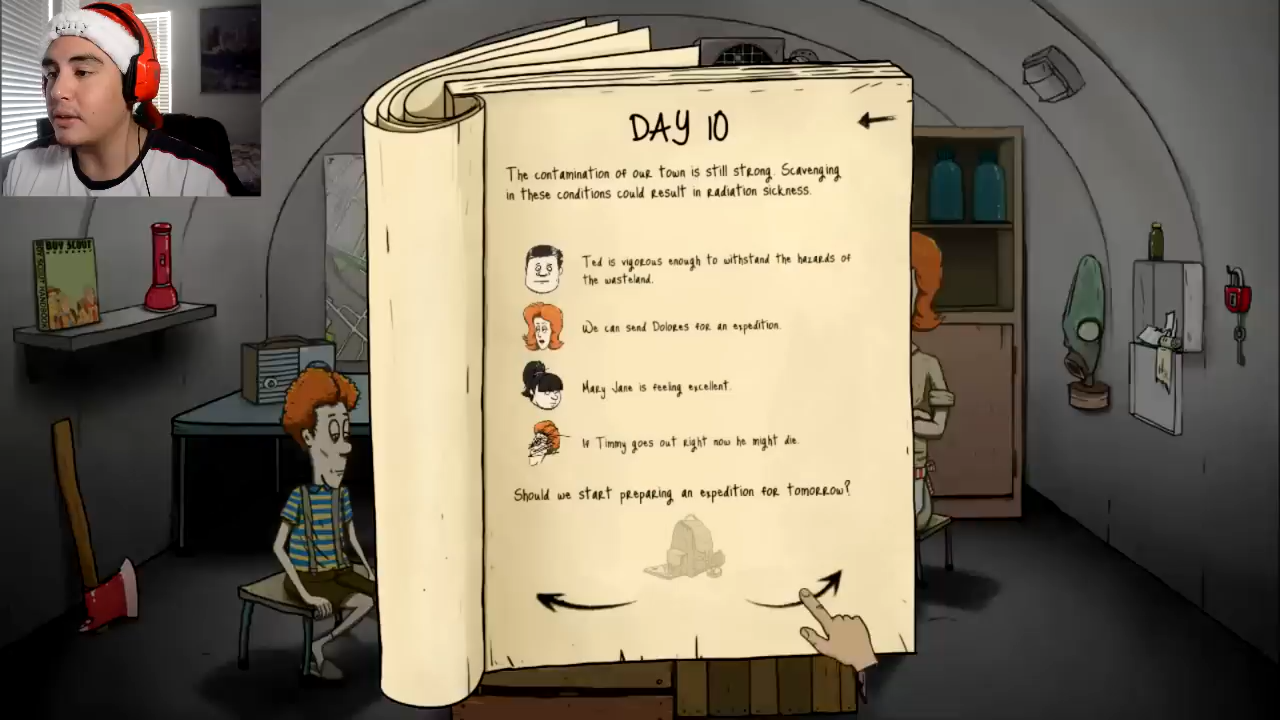 DAY 10
The contamination of our town is still strong. Scavenging
in these conditions could result in radiation sickness.
Ted is vigorous enough to withstand the hazards of
the wasteland.
We can send Dolores for an expedition.
Mary Jane is feeling excellent.
If Timmy goes out right now he might die.
Should we start preparing an expedition for tomorrow?
BOY SCOUT
BOY SCOUT HANDBOOK